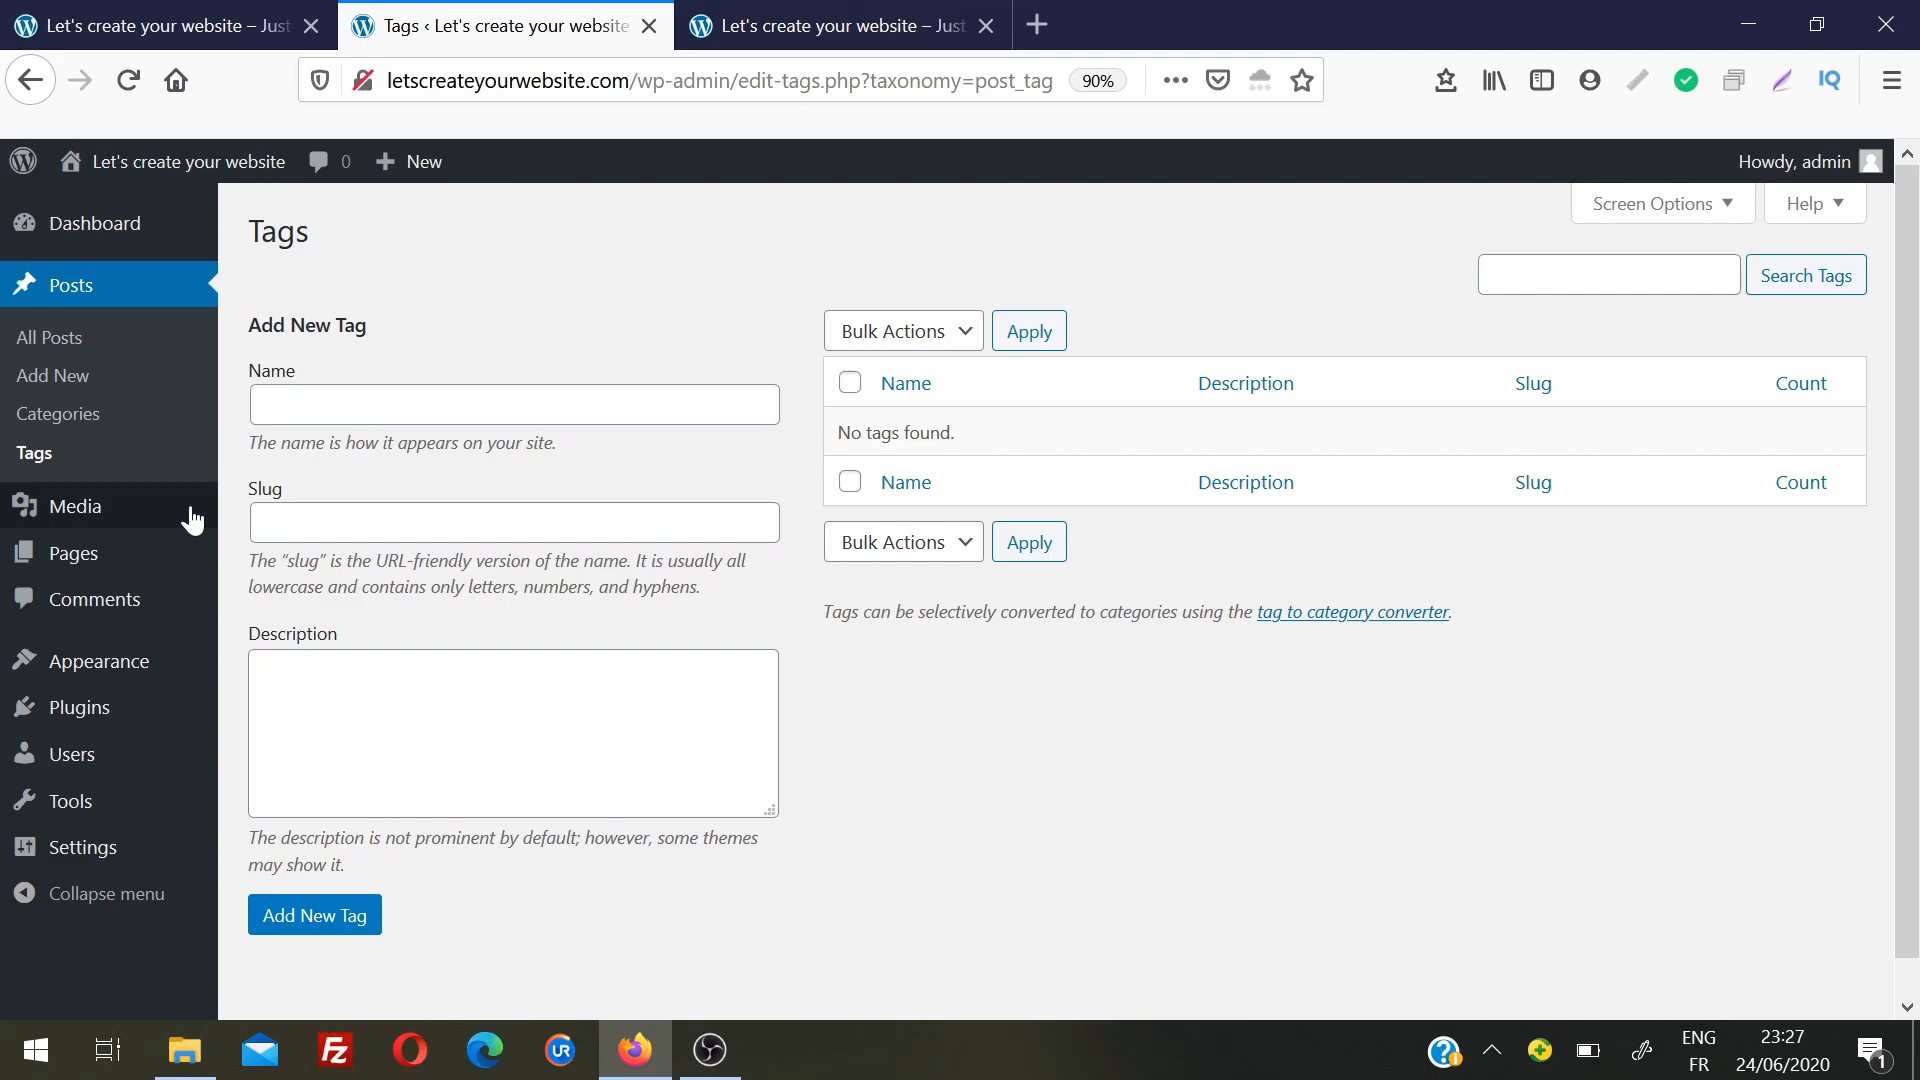 Let's create your website – Just
Tags ‹ Let's create your website
Let's create your website – Just
letscreateyourwebsite.com/wp-admin/edit-tags.php?taxonomy=post_tag
90%
IQ
Let's create your website
0
New
Howdy, admin
Dashboard
Posts
All Posts
Add New
Categories
Tags
Media
Pages
Comments
Appearance
Plugins
Users
Tools
Settings
Collapse menu
Screen Options
Help
Tags
Search Tags
Add New Tag
Name
The name is how it appears on your site.
Slug
The “slug” is the URL-friendly version of the name. It is usually all
lowercase and contains only letters, numbers, and hyphens.
Description
The description is not prominent by default; however, some themes
may show it.
Add New Tag
Bulk Actions
Apply
Name Description Slug Count
No tags found.
Name Description Slug Count
Bulk Actions
Apply
Tags can be selectively converted to categories using the tag to category converter.
FZ
UR
ENG
FR
23:27
24/06/2020
1